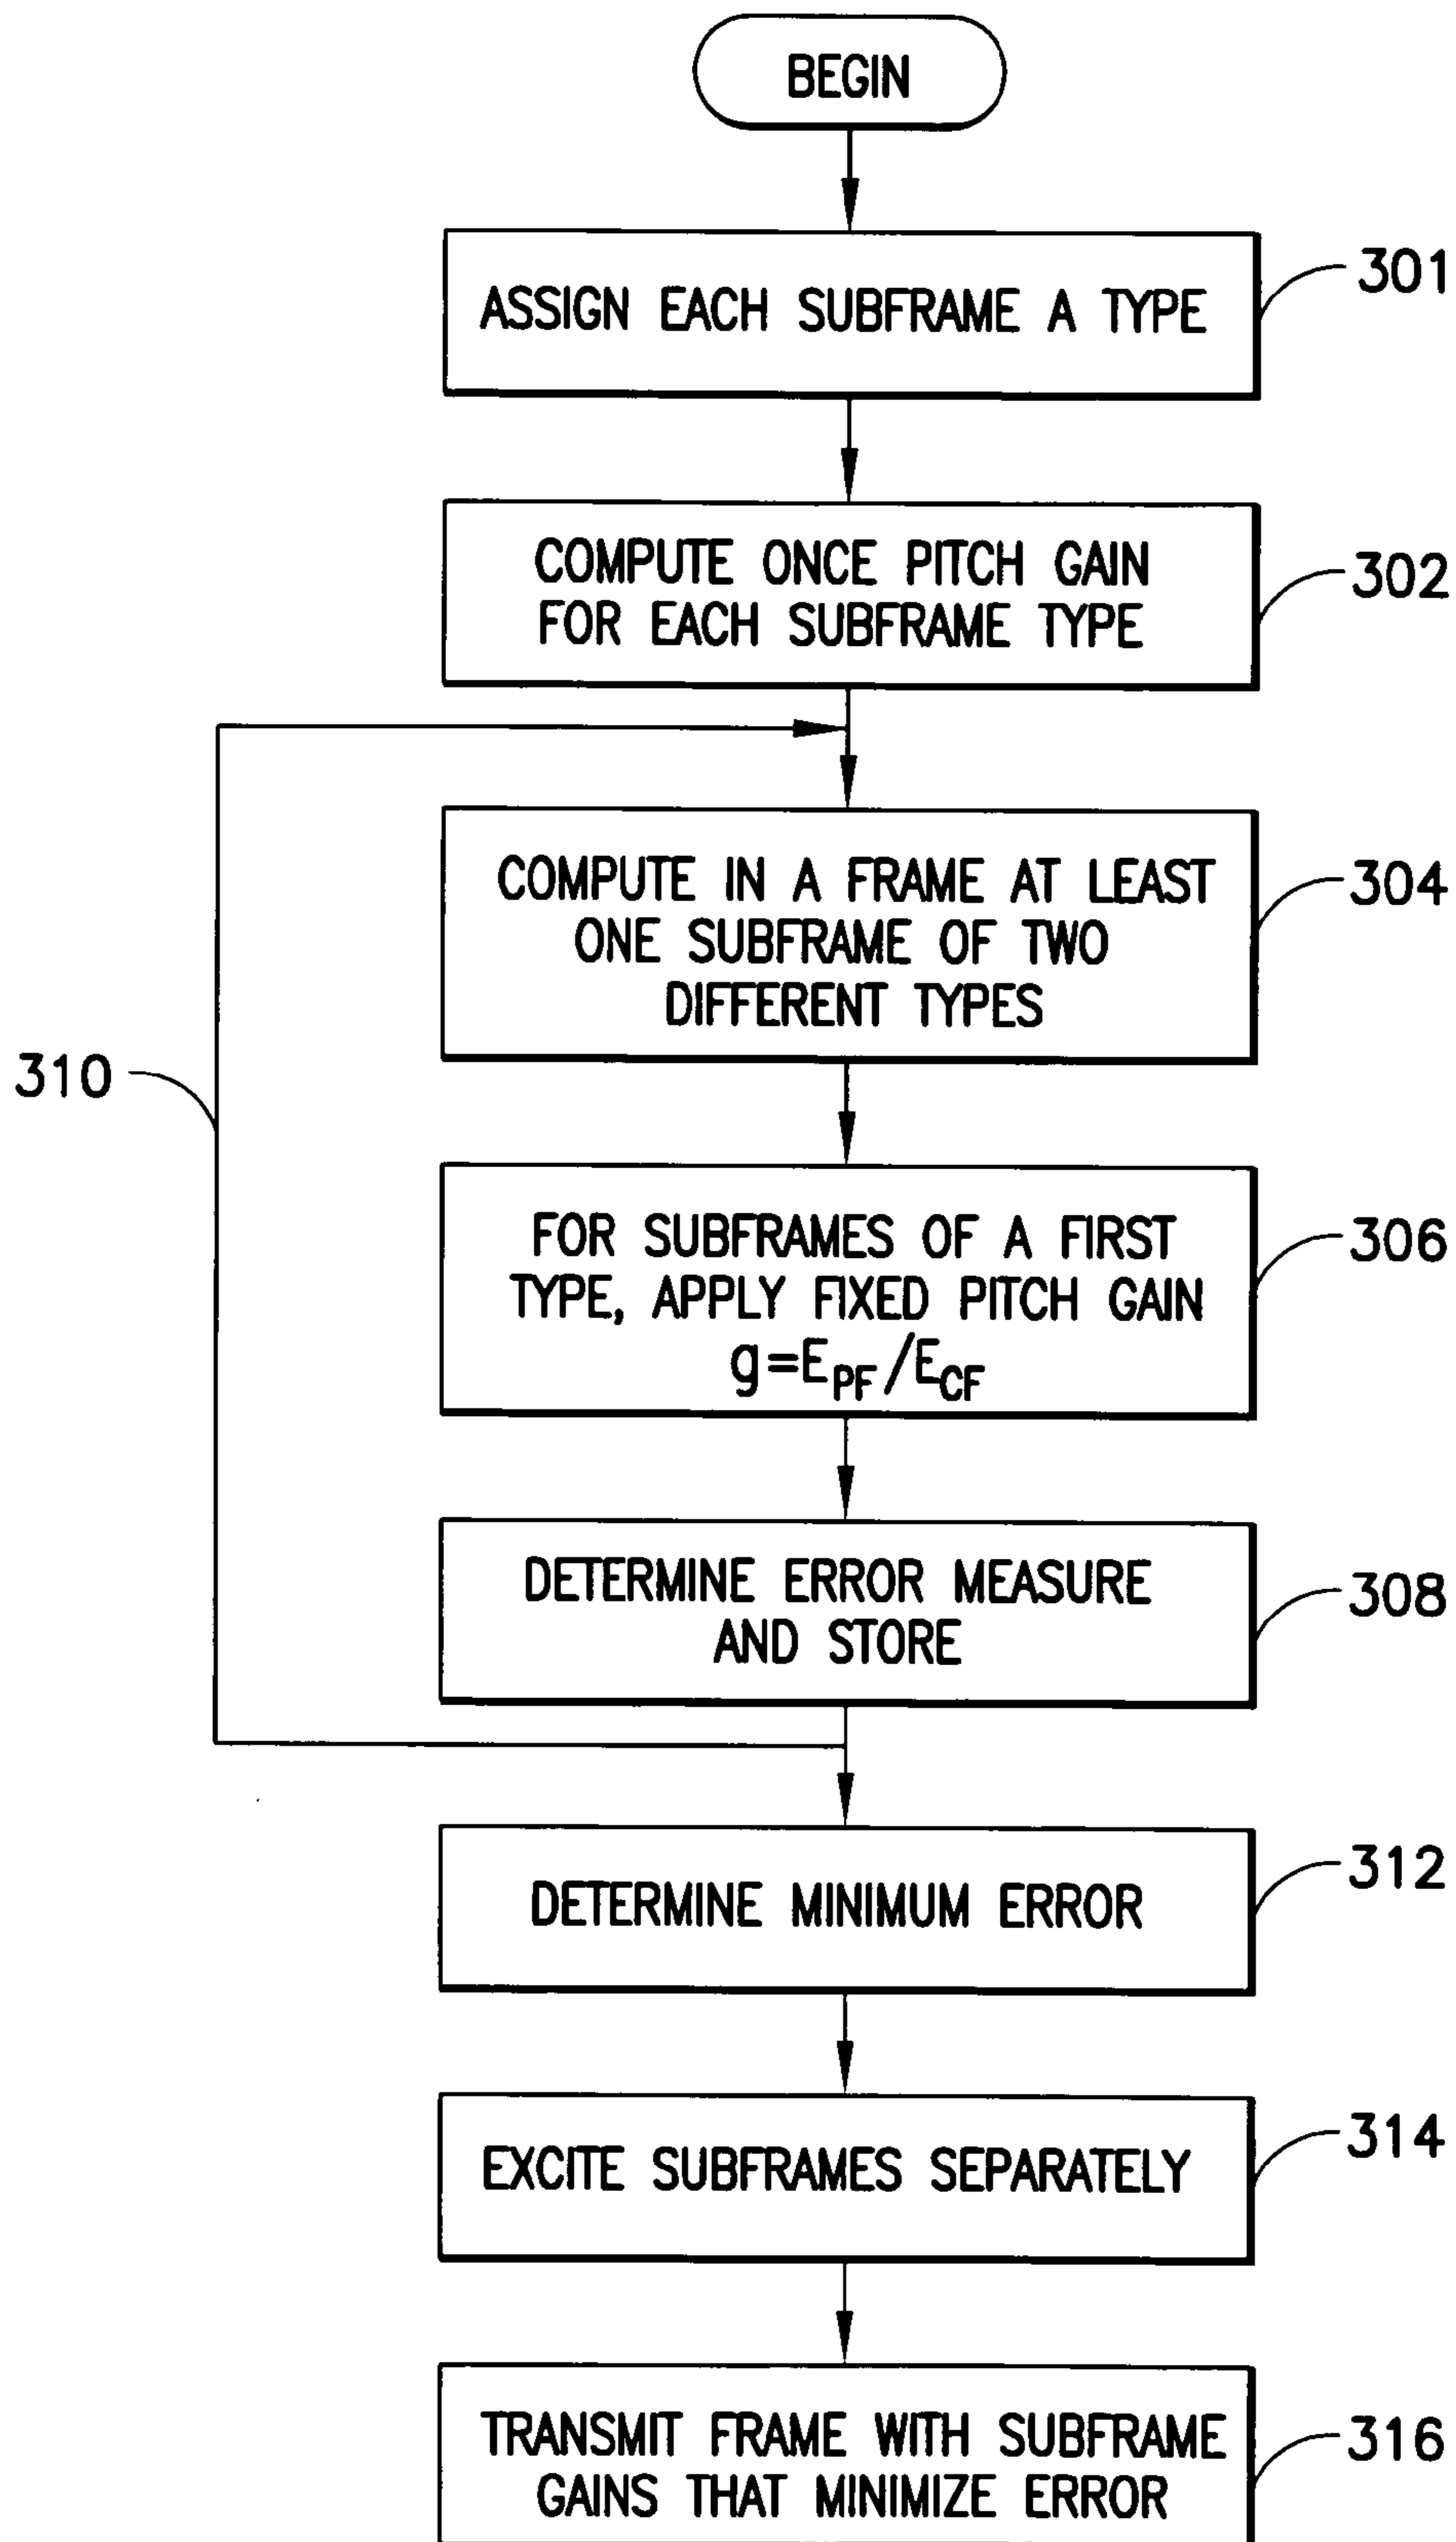 BEGIN
ASSIGN EACH SUBFRAME A TYPE
301
COMPUTE ONCE PITCH GAIN
FOR EACH SUBFRAME TYPE
302
COMPUTE IN A FRAME AT LEAST
ONE SUBFRAME OF TWO
DIFFERENT TYPES
304
310
FOR SUBFRAMES OF A FIRST
TYPE, APPLY FIXED PITCH GAIN
g=E_PF/E_CF
306
DETERMINE ERROR MEASURE
AND STORE
308
DETERMINE MINIMUM ERROR
312
EXCITE SUBFRAMES SEPARATELY
314
TRANSMIT FRAME WITH SUBFRAME
GAINS THAT MINIMIZE ERROR
316